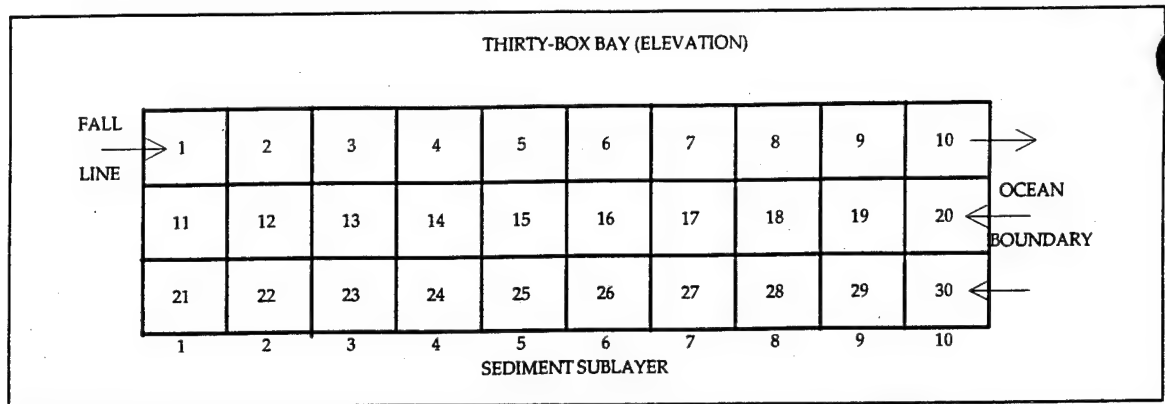 THIRTY-BOX BAY (ELEVATION)
FALL
LINE
1 2 3 4 5 6 7 8 9 10
11 12 13 14 15 16 17 18 19 20
OCEAN
BOUNDARY
21 22 23 24 25 26 27 28 29 30
1 2 3 4 5 6 7 8 9 10
SEDIMENT SUBLAYER